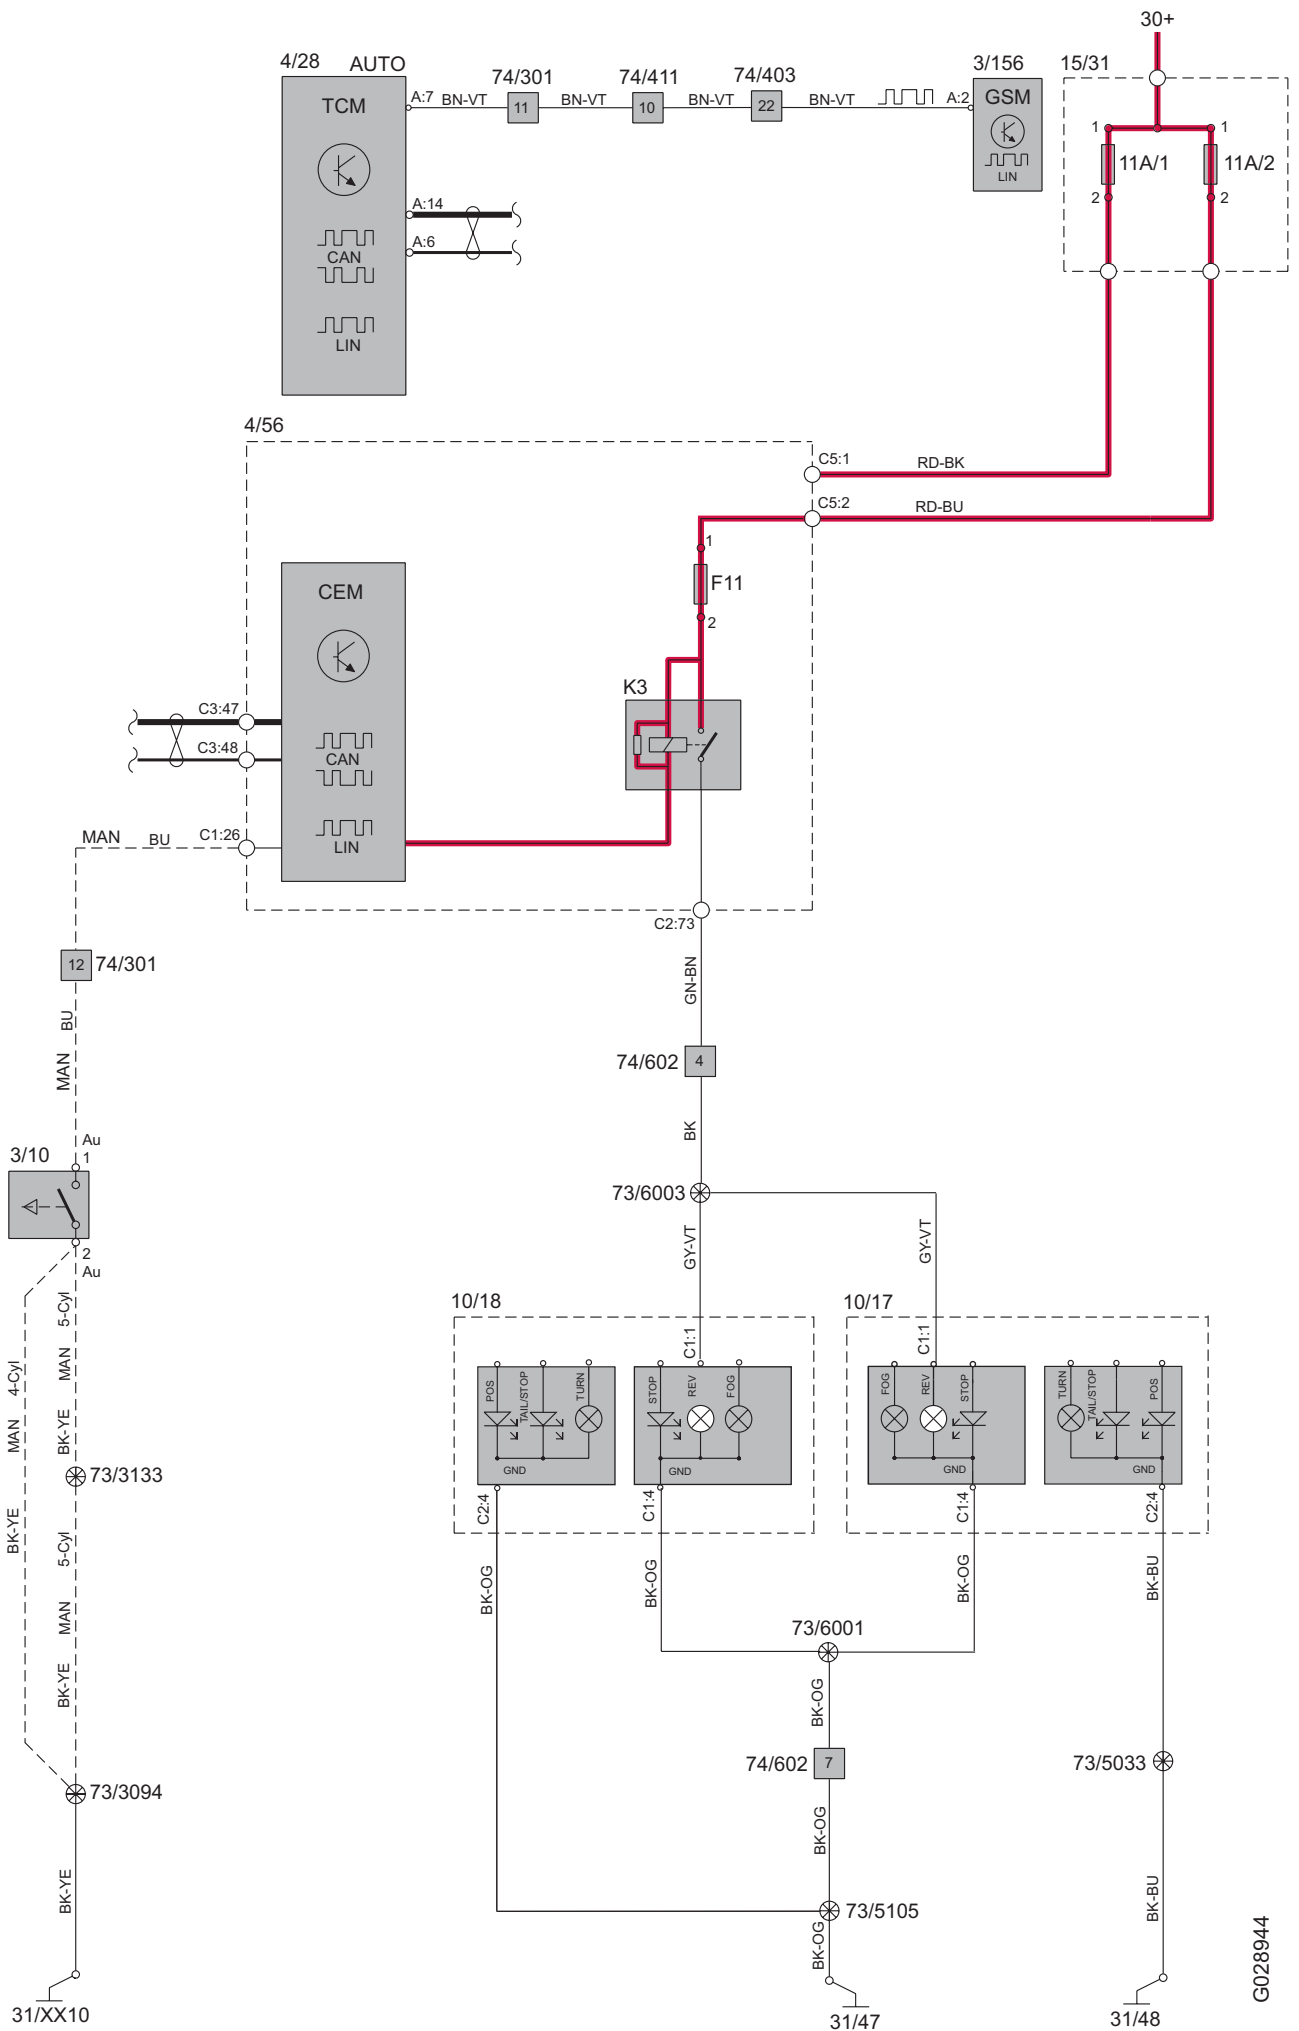 30+
4/28 AUTO
74/301 74/411 74/403 3/156 15/31
TCM A:7 BN-VT 11 BN-VT 10 BN-VT 22 BN-VT A:2 GSM
1 1
11A/1 11A/2
LIN
2 2
A:14
A:6
CAN
LIN
4/56
C5:1 RD-BK
C5:2 RD-BU
1
F11
CEM
2
K3
C3:47
C3:48 CAN
MAN BU C1:26
LIN
C2:73
12 74/301
GN-BN
BU
MAN
74/602 4
BK
Au
3/10 1
73/6003
2
Au
GY-VT GY-VT
10/18 10/17
C1:1 C1:1
POS TAIL/STOP TURN STOP REV FOG FOG REV STOP TURN TAIL/STOP POS
GND GND GND GND
C2:4 C1:4 C1:4 C2:4
5-Cyl
MAN
BK-YE
4-Cyl
MAN
BK-YE
73/3133
5-Cyl
MAN
BK-YE
BK-OG BK-OG BK-OG BK-BU
73/6001
BK-OG
74/602 7
73/5033
73/3094
BK-OG
BK-YE
BK-BU
73/5105
BK-OG
31/XX10 31/47 31/48
G028944